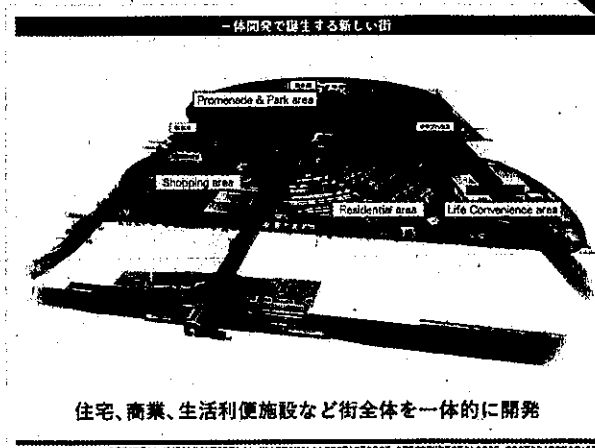 一体開発で誕生する新しい街
Promenade & Park area
Shopping area
Residential area
Life Convenience area
住宅、商業、生活利便施設など街全体を一体的に開発